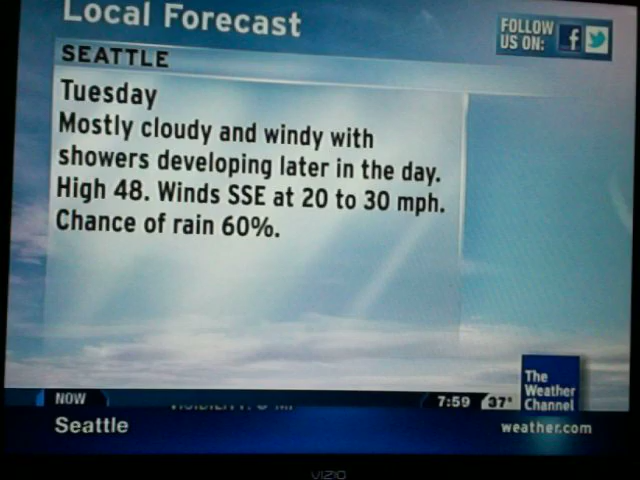 Local Forecast
FOLLOW
US ON:
f
SEATTLE
Tuesday
Mostly cloudy and windy with
showers developing later in the day.
High 48. Winds SSE at 20 to 30 mph.
Chance of rain 60%.
The
Weather
Channel
NOW
7:59 37°
Seattle
weather.com
VIZIO